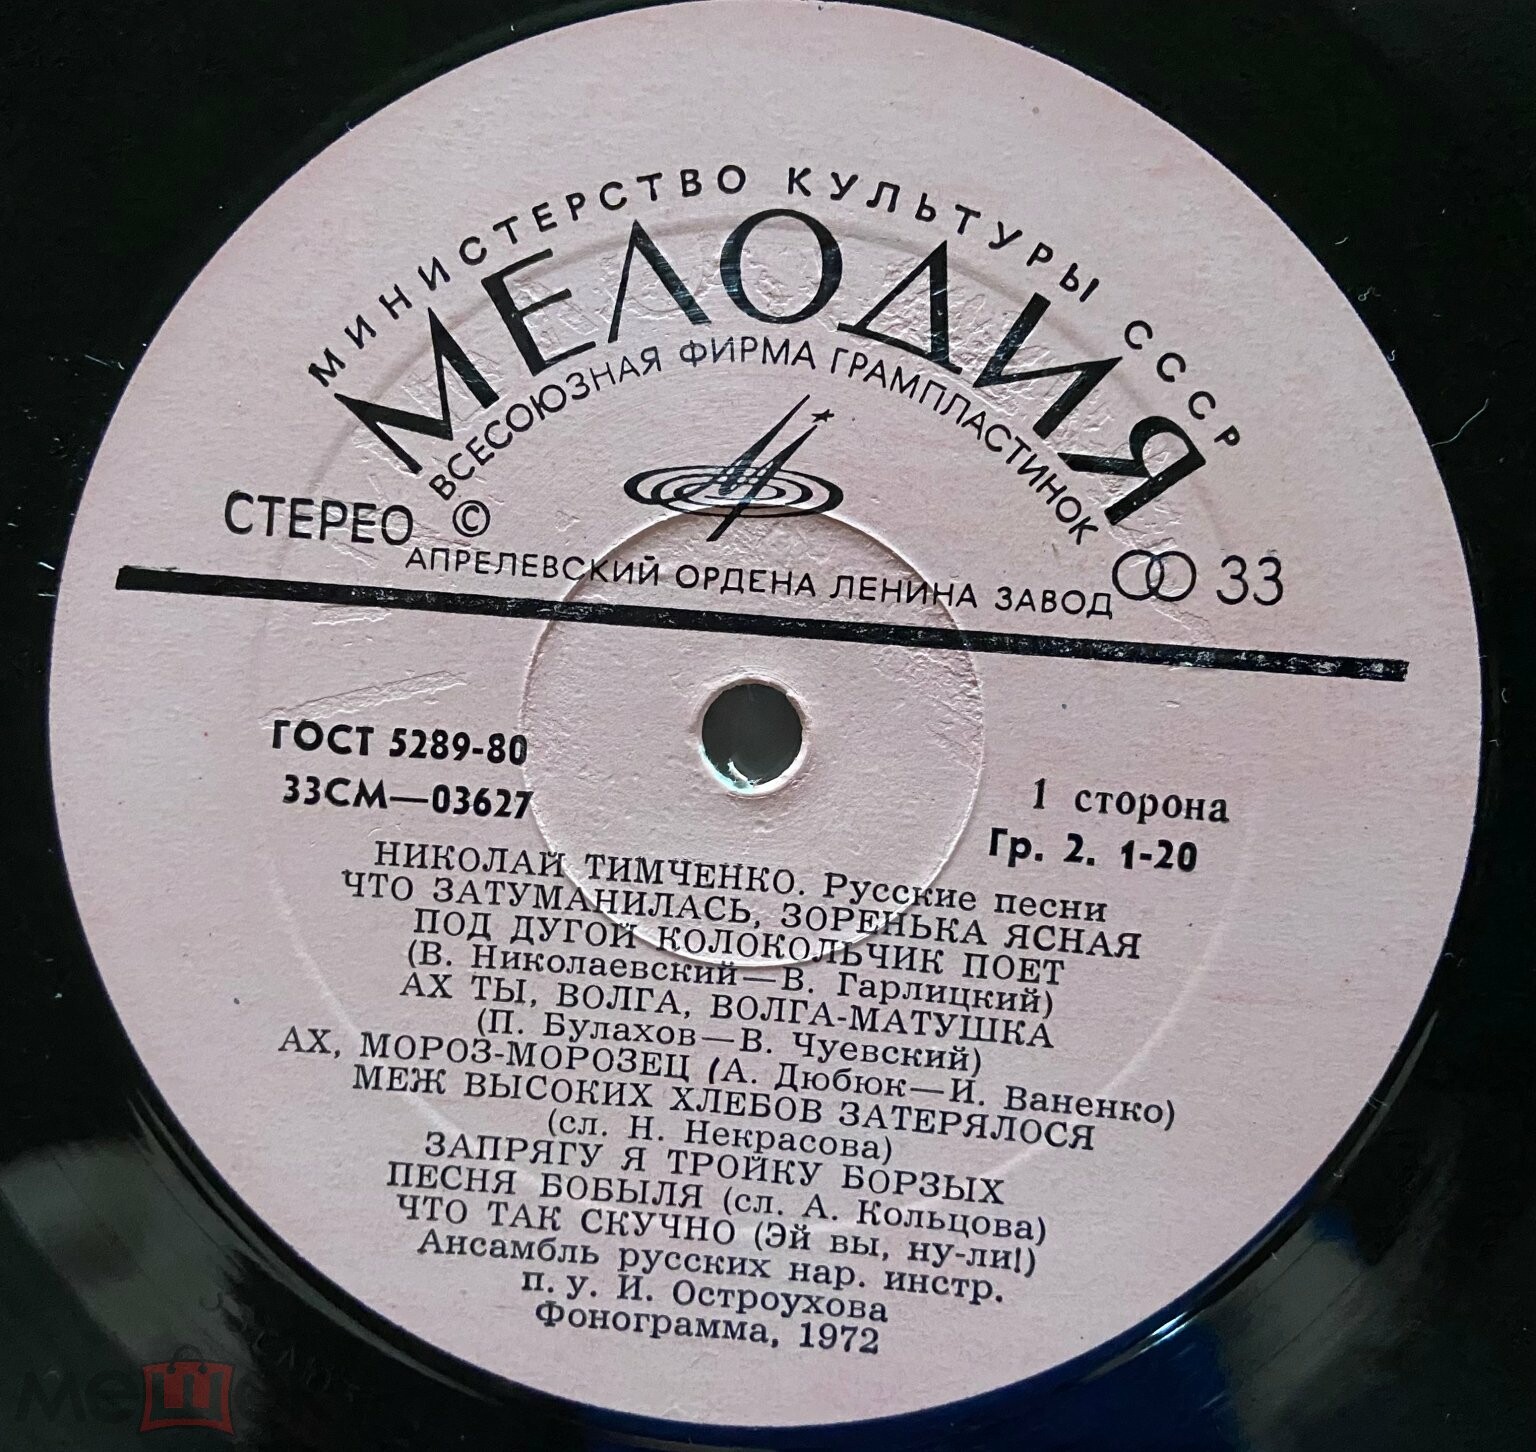 МИНИСТЕРСТВО КУЛЬТУРЫ СССР
МЕЛОДИЯ
ВСЕСОЮЗНАЯ ФИРМА ГРАМПЛАСТИНОК
СТЕРЕО ©
33
АПРЕЛЕВСКИЙ ОРДЕНА ЛЕНИНА ЗАВОД
ГОСТ 5289-80
33СМ—03627
1 сторона
Гр. 2. 1-20
НИКОЛАЙ ТИМЧЕНКО. Русские песни
ЧТО ЗАТУМАНИЛАСЬ, ЗОРЕНЬКА ЯСНАЯ
ПОД ДУГОЙ КОЛОКОЛЬЧИК ПОЕТ
(В. Николаевский—В. Гарлицкий)
АХ ТЫ, ВОЛГА, ВОЛГА-МАТУШКА
(П. Булахов—В. Чуевский)
АХ, МОРОЗ-МОРОЗЕЦ (А. Дюбюк—И. Ваненко)
МЕЖ ВЫСОКИХ ХЛЕБОВ ЗАТЕРЯЛОСЯ
(сл. Н. Некрасова)
ЗАПРЯГУ Я ТРОЙКУ БОРЗЫХ
ПЕСНЯ БОБЫЛЯ (сл. А. Кольцова)
ЧТО ТАК СКУЧНО (Эй вы, ну-ли!)
Ансамбль русских нар. инстр.
п. у. И. Остроухова
Фонограмма, 1972